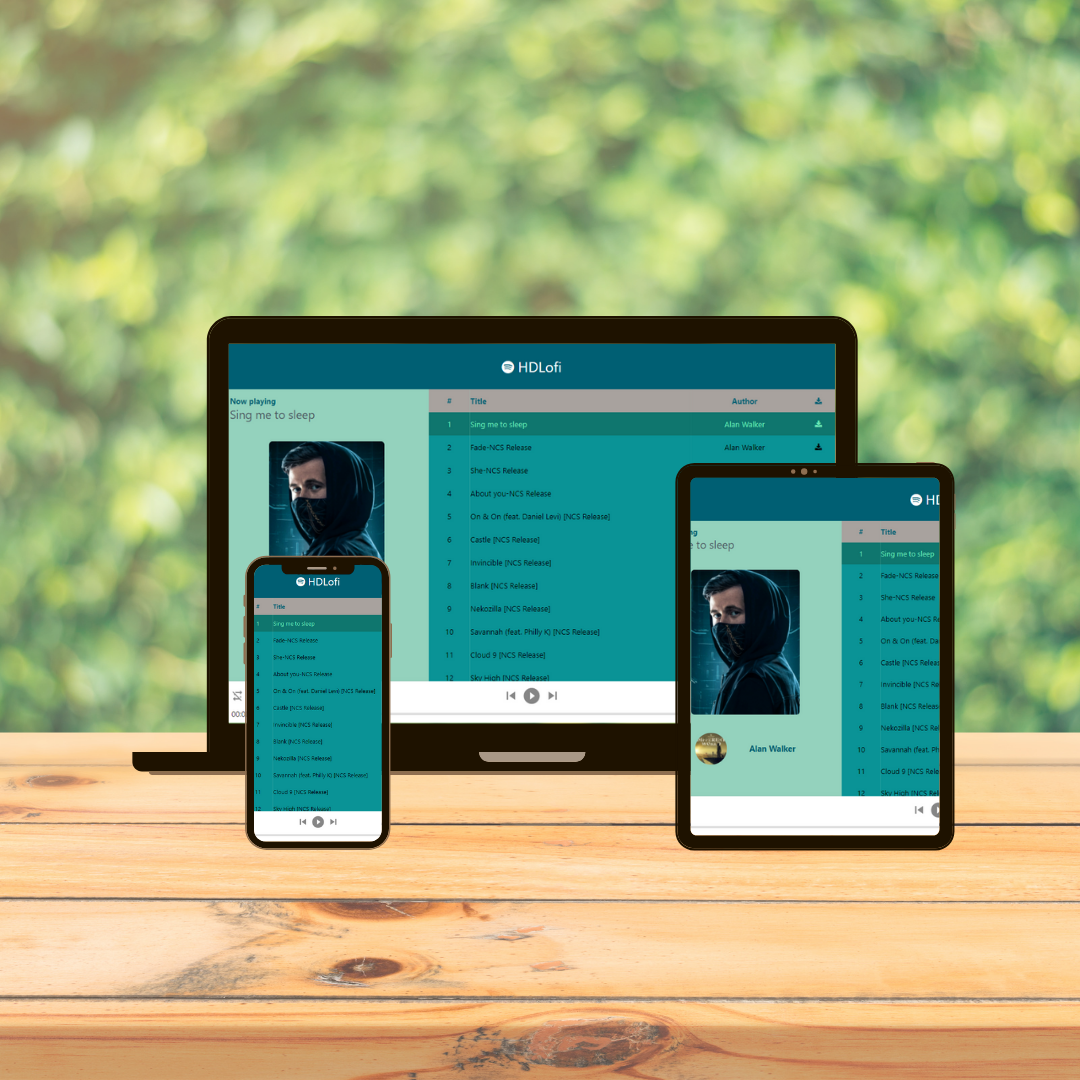 HDLofi
Now playing
Sing me to sleep
# Title Author
1 Sing me to sleep Alan Walker
2 Fade-NCS Release Alan Walker
3 She-NCS Release
4 About you-NCS Release
5 On & On (feat. Daniel Levi) [NCS Release]
6 Castle [NCS Release]
7 Invincible [NCS Release]
8 Blank [NCS Release]
9 Nekozilla [NCS Release]
10 Savannah (feat. Philly K) [NCS Release]
11 Cloud 9 [NCS Release]
12 Sky High [NCS Release]
00:0
HDLofi
# Title
1 Sing me to sleep
2 Fade-NCS Release
3 She-NCS Release
4 About you-NCS Release
5 On & On (feat. Daniel Levi) [NCS Release]
6 Castle [NCS Release]
7 Invincible [NCS Release]
8 Blank [NCS Release]
9 Nekozilla [NCS Release]
10 Savannah (feat. Philly K) [NCS Release]
11 Cloud 9 [NCS Release]
12 Sky High [NCS Release]
HD
ng
e to sleep
Alan Walker
# Title
1 Sing me to sleep
2 Fade-NCS Release
3 She-NCS Release
4 About you-NCS Re
5 On & On (feat. Da
6 Castle [NCS Releas
7 Invincible [NCS Rel
8 Blank [NCS Release
9 Nekozilla [NCS Rel
10 Savannah (feat. Ph
11 Cloud 9 [NCS Rele
12 Sky High [NCS Rel